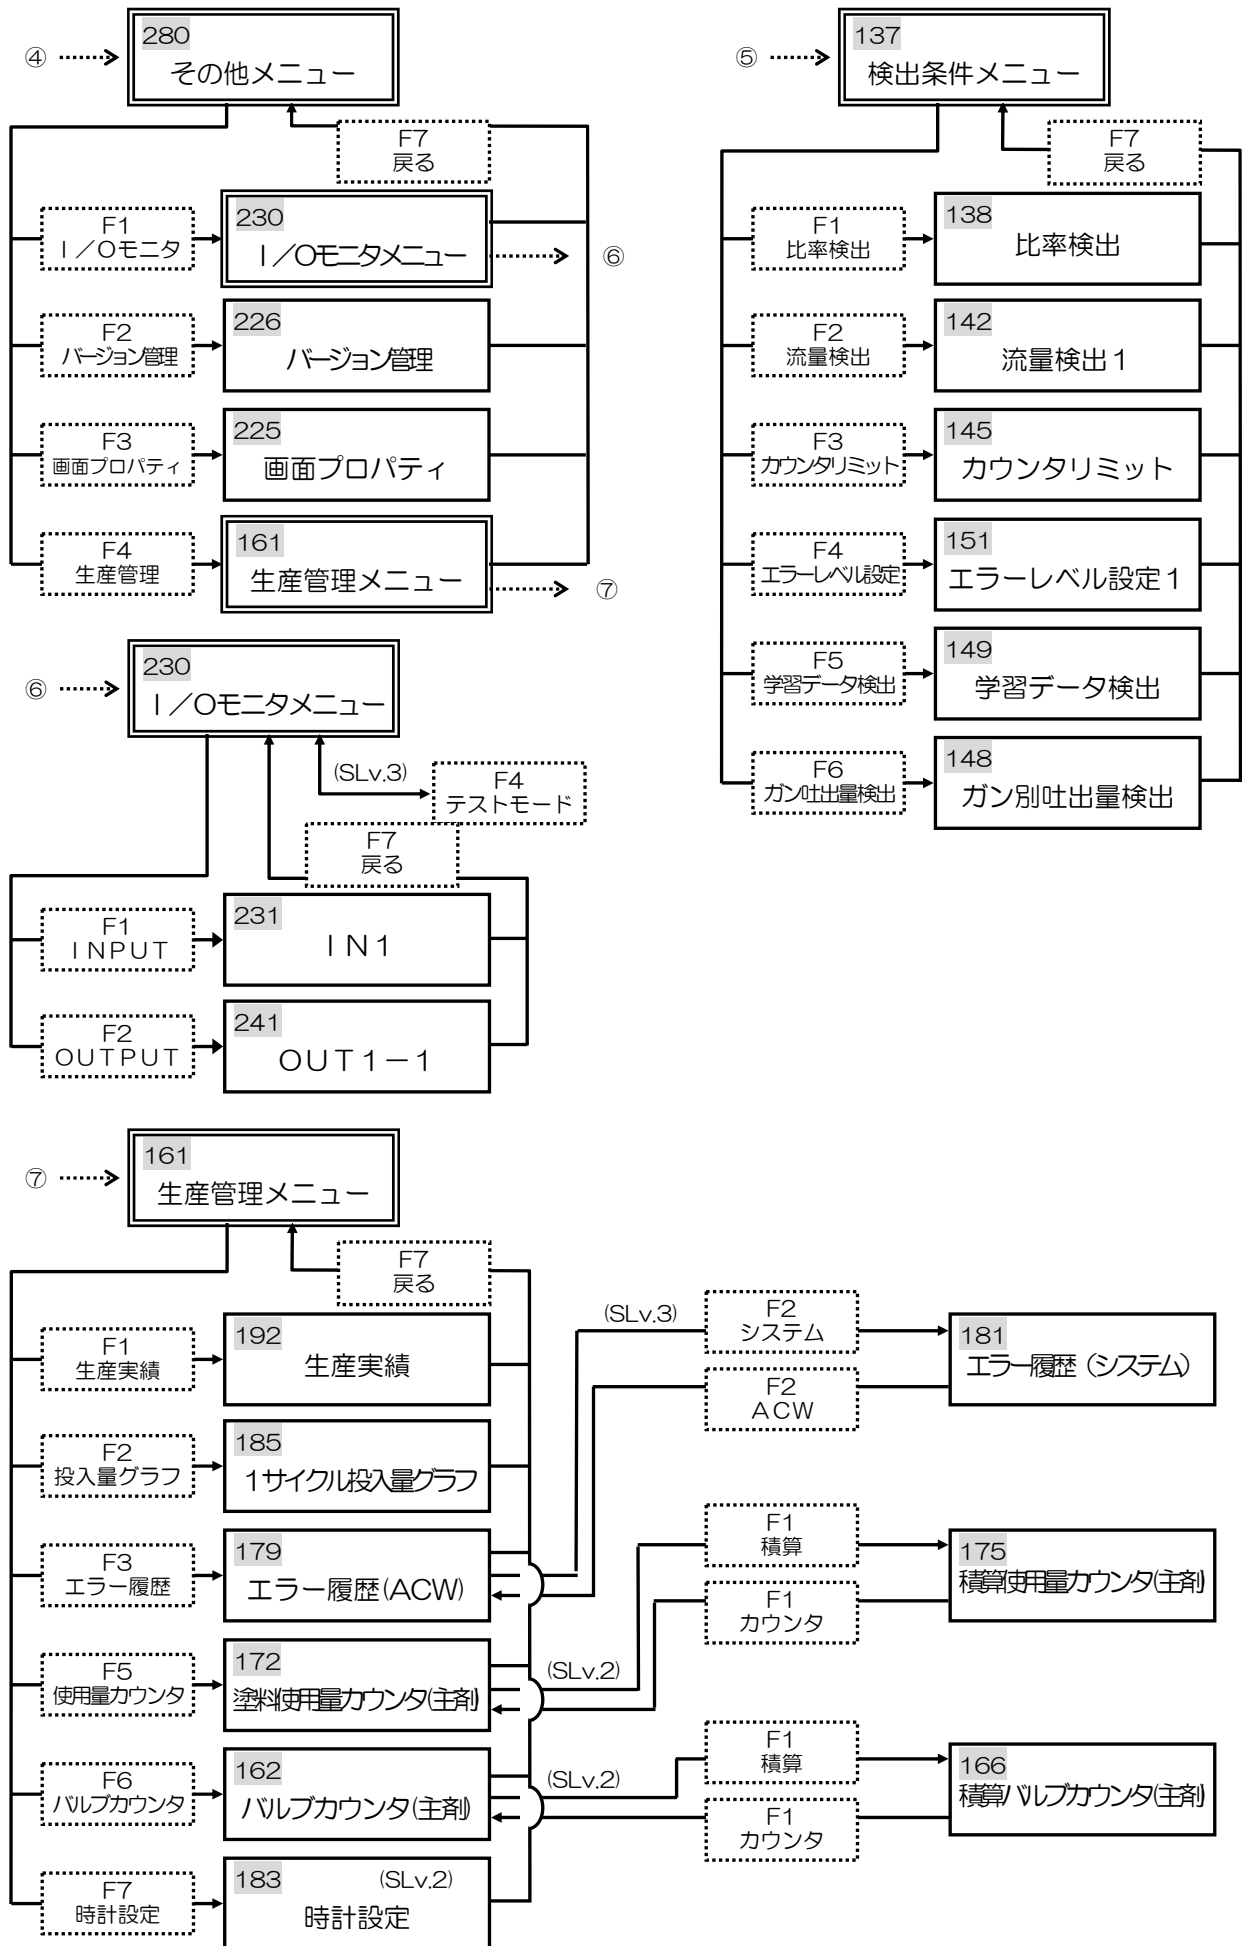 ④
280
その他メニュー
F7
戻る
F1
I／Oモニタ
230
I／Oモニタメニュー
⑥
F2
バージョン管理
226
バージョン管理
F3
画面プロパティ
225
画面プロパティ
F4
生産管理
161
生産管理メニュー
⑦
⑤
137
検出条件メニュー
F7
戻る
F1
比率検出
138
比率検出
F2
流量検出
142
流量検出1
F3
カウンタリミット
145
カウンタリミット
F4
エラーレベル設定
151
エラーレベル設定1
F5
学習データ検出
149
学習データ検出
F6
ガン吐出量検出
148
ガン別吐出量検出
⑥
230
I／Oモニタメニュー
(SLv.3)
F4
テストモード
F7
戻る
F1
INPUT
231
IN1
F2
OUTPUT
241
OUT1－1
⑦
161
生産管理メニュー
F7
戻る
F1
生産実績
192
生産実績
F2
投入量グラフ
185
1サイクル投入量グラフ
F3
エラー履歴
179
エラー履歴(ACW)
(SLv.3)
F2
システム
F2
ACW
181
エラー履歴（システム）
F5
使用量カウンタ
172
塗料使用量カウンタ(主剤)
(SLv.2)
F1
積算
F1
カウンタ
175
積算使用量カウンタ(主剤)
F6
バルブカウンタ
162
バルブカウンタ(主剤)
(SLv.2)
F1
積算
F1
カウンタ
166
積算バルブカウンタ(主剤)
F7
時計設定
183
(SLv.2)
時計設定